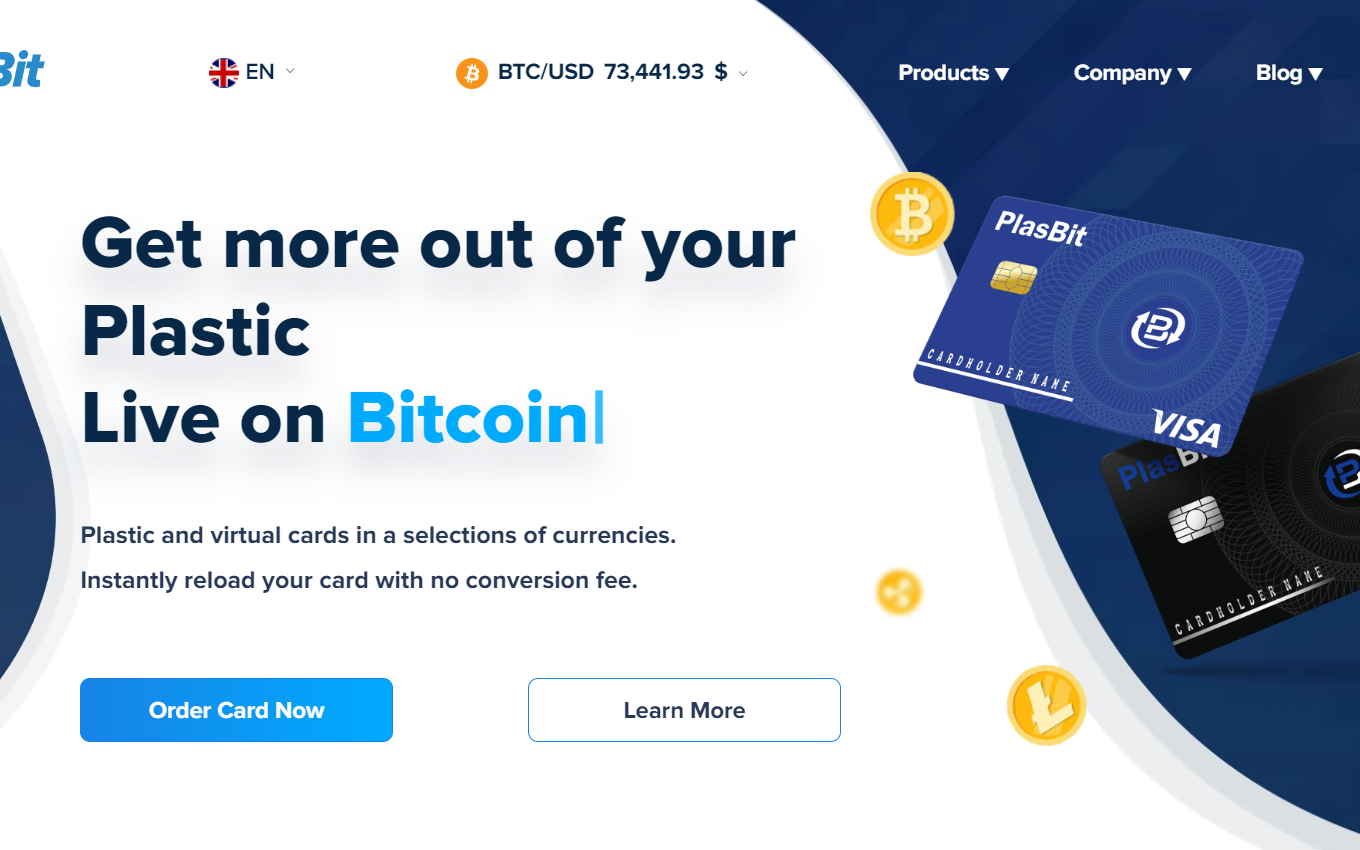 Bit
EN
BTC/USD 73,441.93 $
Products
Company
Blog
Get more out of your
Plastic
Live on Bitcoin
Plastic and virtual cards in a selections of currencies.
Instantly reload your card with no conversion fee.
Order Card Now
Learn More
PlasBit
CARDHOLDER NAME
VISA
PlasB
CARDHOLDER NAME